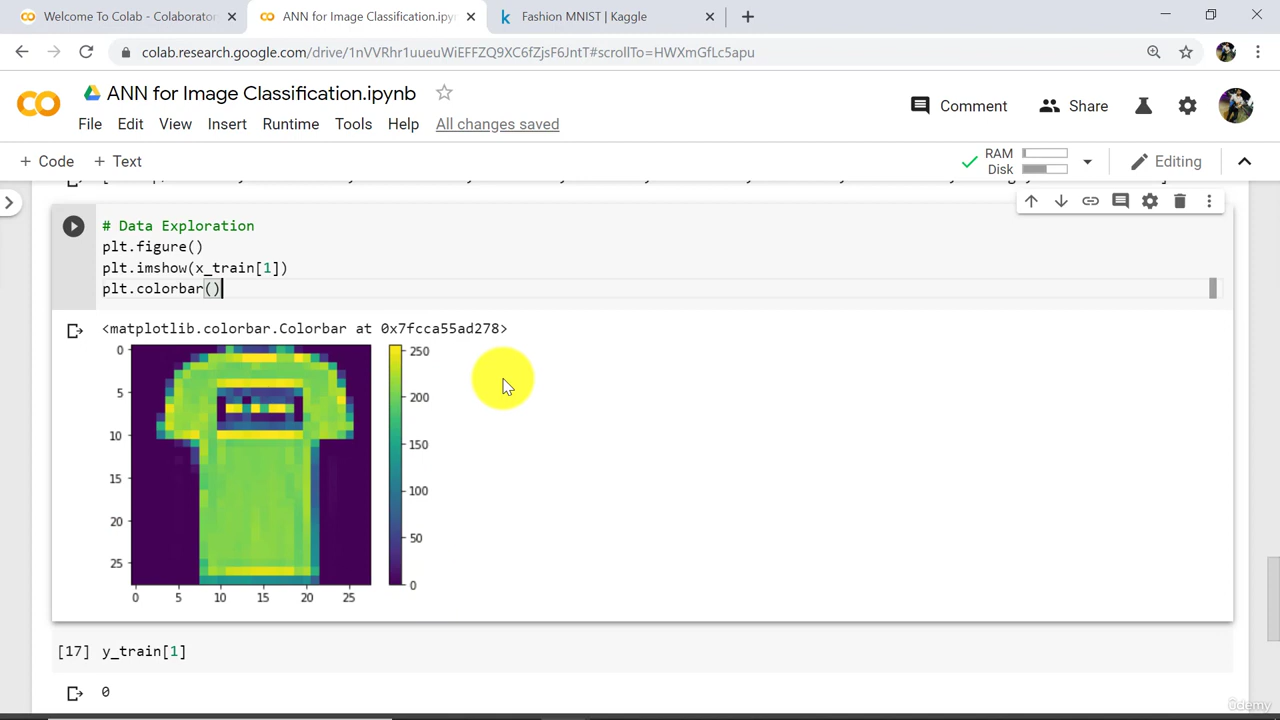 Welcome To Colab - Colaborator
ANN for Image Classification.ipyn
Fashion MNIST | Kaggle
colab.research.google.com/drive/1nVVRhr1uueuWiEFFZQ9XC6fZjsF6JntT#scrollTo=HWXmGfLc5apu
ANN for Image Classification.ipynb
Comment
Share
File Edit View Insert Runtime Tools Help All changes saved
+ Code + Text
RAM
Disk
Editing
# Data Exploration
plt.figure()
plt.imshow(x_train[1])
plt.colorbar()
<matplotlib.colorbar.Colorbar at 0x7fcca55ad278>
0
5
10
15
20
25
0 5 10 15 20 25
250
200
150
100
50
0
[17] y_train[1]
0
ûdemy